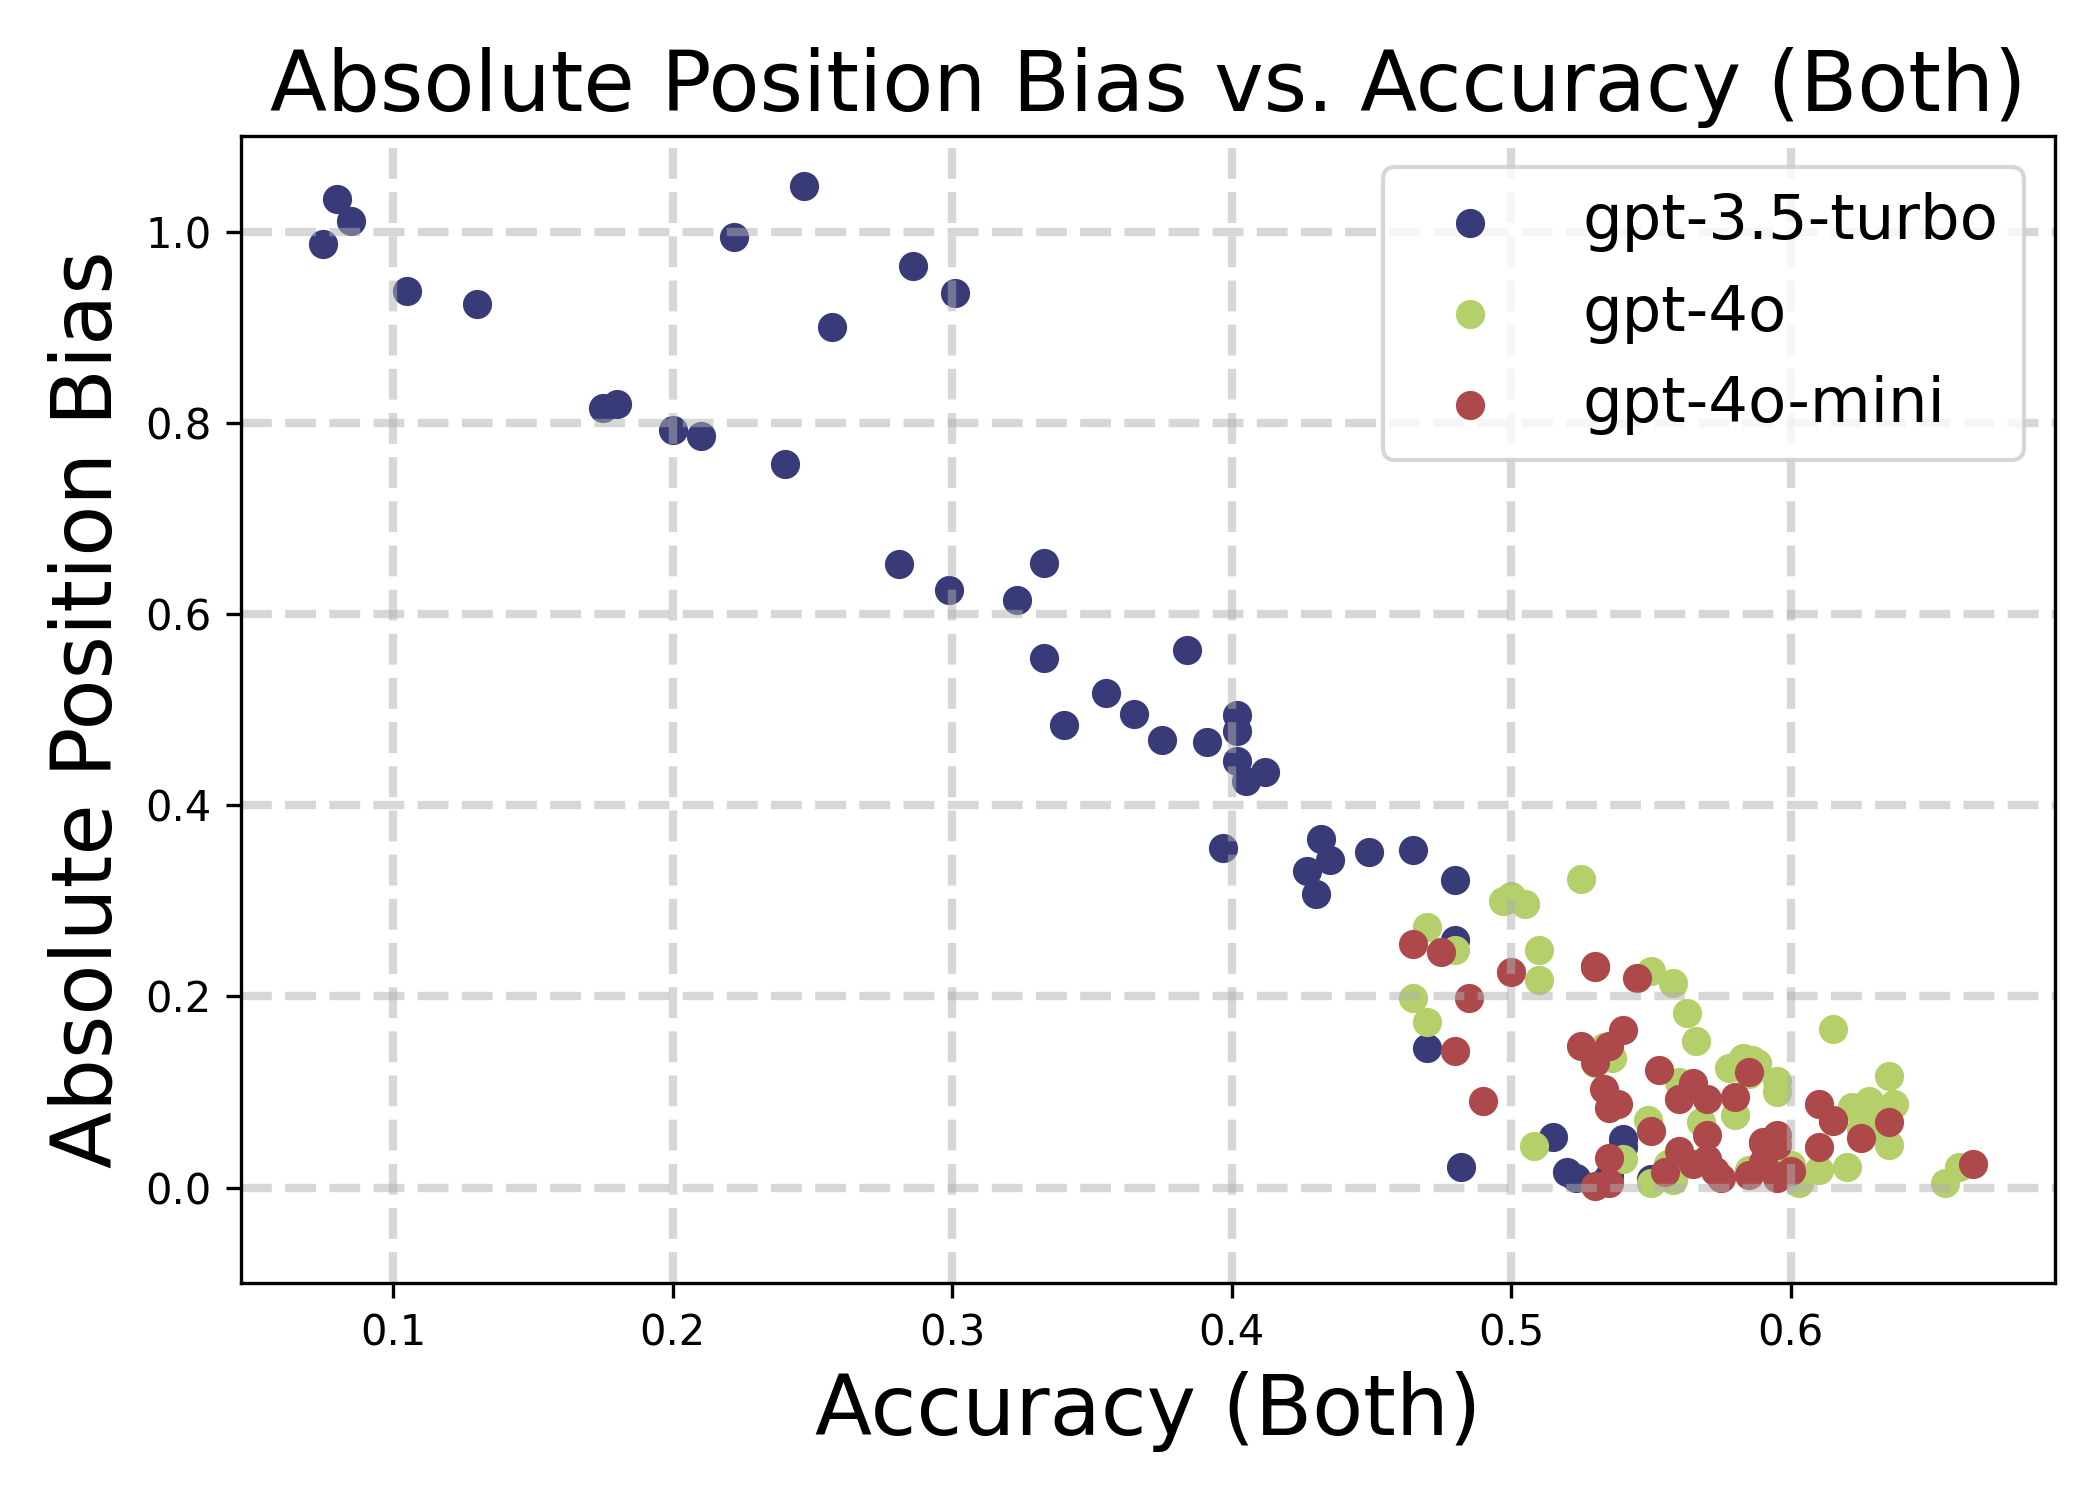 Absolute Position Bias vs. Accuracy (Both)
gpt-3.5-turbo
gpt-4o
gpt-4o-mini
Absolute Position Bias
1.0
0.8
0.6
0.4
0.2
0.0
0.1 0.2 0.3 0.4 0.5 0.6
Accuracy (Both)